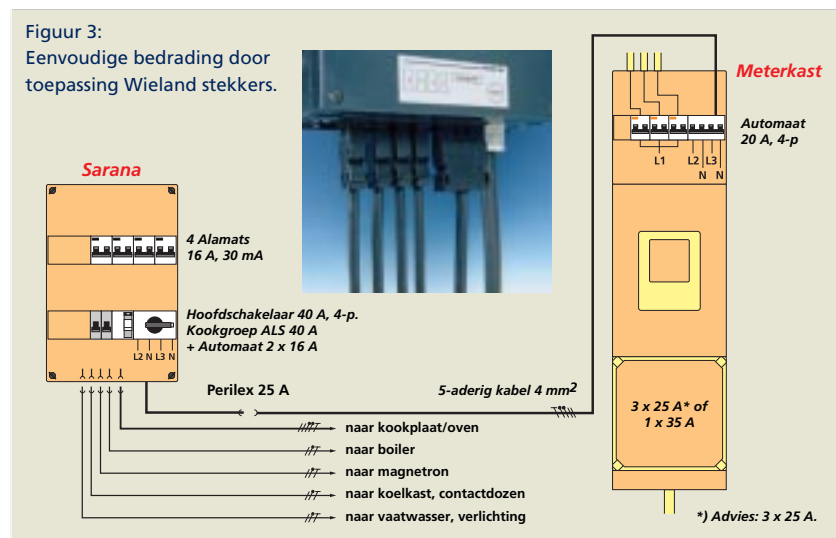 Figuur 3:
Eenvoudige bedrading door
toepassing Wieland stekkers.
Meterkast
Automaat
20 A, 4-p
L1 L2 L3
N N
Sarana
4 Alamats
16 A, 30 mA
Hoofdschakelaar 40 A, 4-p.
Kookgroep ALS 40 A
+ Automaat 2 x 16 A
L2 N L3 N
Perilex 25 A
5-aderig kabel 4 mm²
3 x 25 A* of
1 x 35 A
naar kookplaat/oven
naar boiler
naar magnetron
naar koelkast, contactdozen
naar vaatwasser, verlichting
*) Advies: 3 x 25 A.